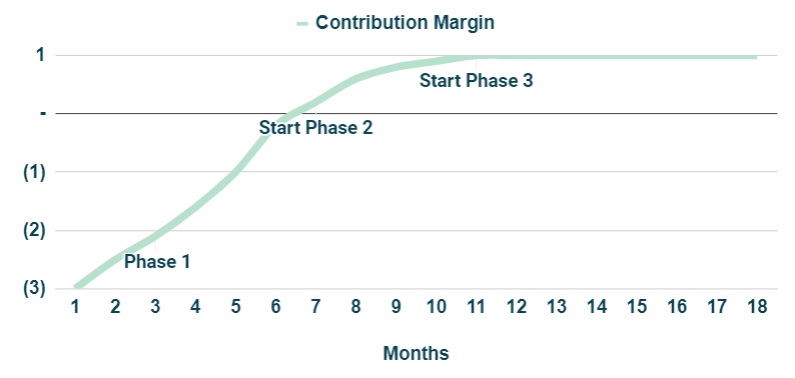 Contribution Margin
1
Start Phase 3
-
Start Phase 2
(1)
(2)
Phase 1
(3)
1 2 3 4 5 6 7 8 9 10 11 12 13 14 15 16 17 18
Months